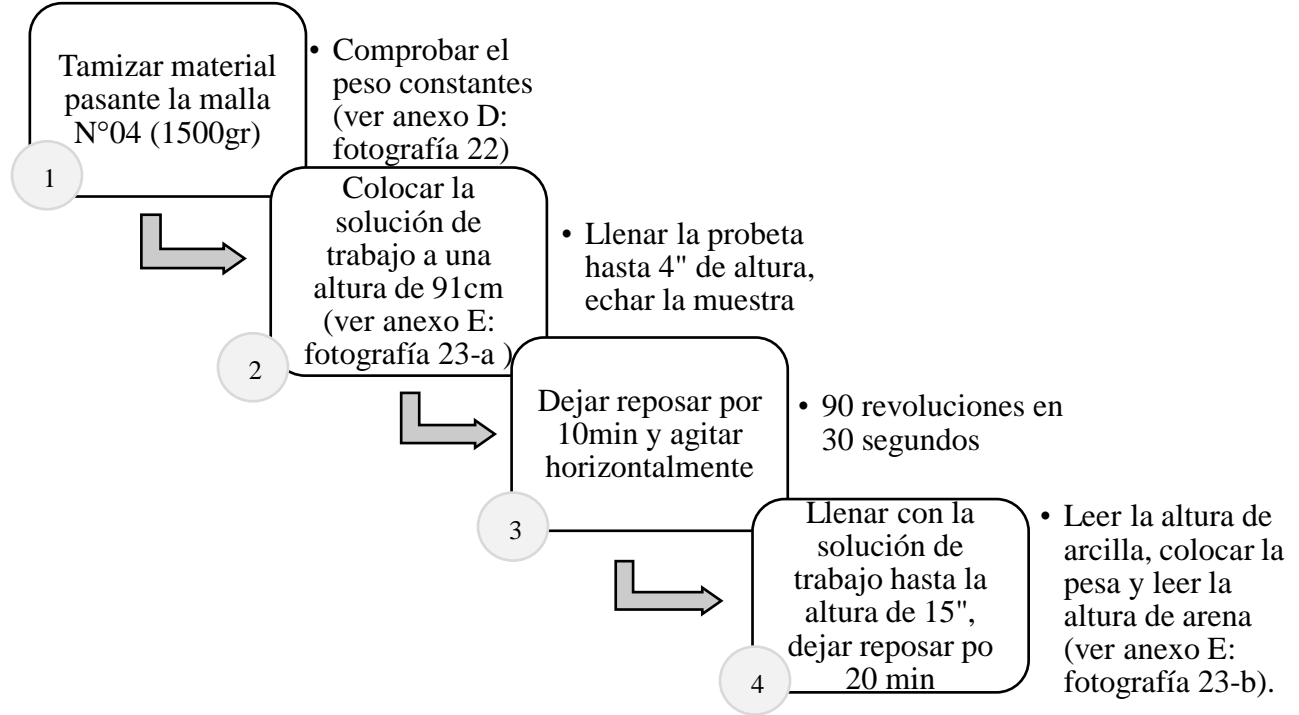 Tamizar material
pasante la malla
N°04 (1500gr)
1
• Comprobar el
peso constantes
(ver anexo D:
fotografía 22)
Colocar la
solución de
trabajo a una
altura de 91cm
(ver anexo E:
fotografía 23-a )
2
• Llenar la probeta
hasta 4" de altura,
echar la muestra
Dejar reposar por
10min y agitar
horizontalmente
3
• 90 revoluciones en
30 segundos
Llenar con la
solución de
trabajo hasta la
altura de 15",
dejar reposar po
20 min
4
• Leer la altura de
arcilla, colocar la
pesa y leer la
altura de arena
(ver anexo E:
fotografía 23-b).